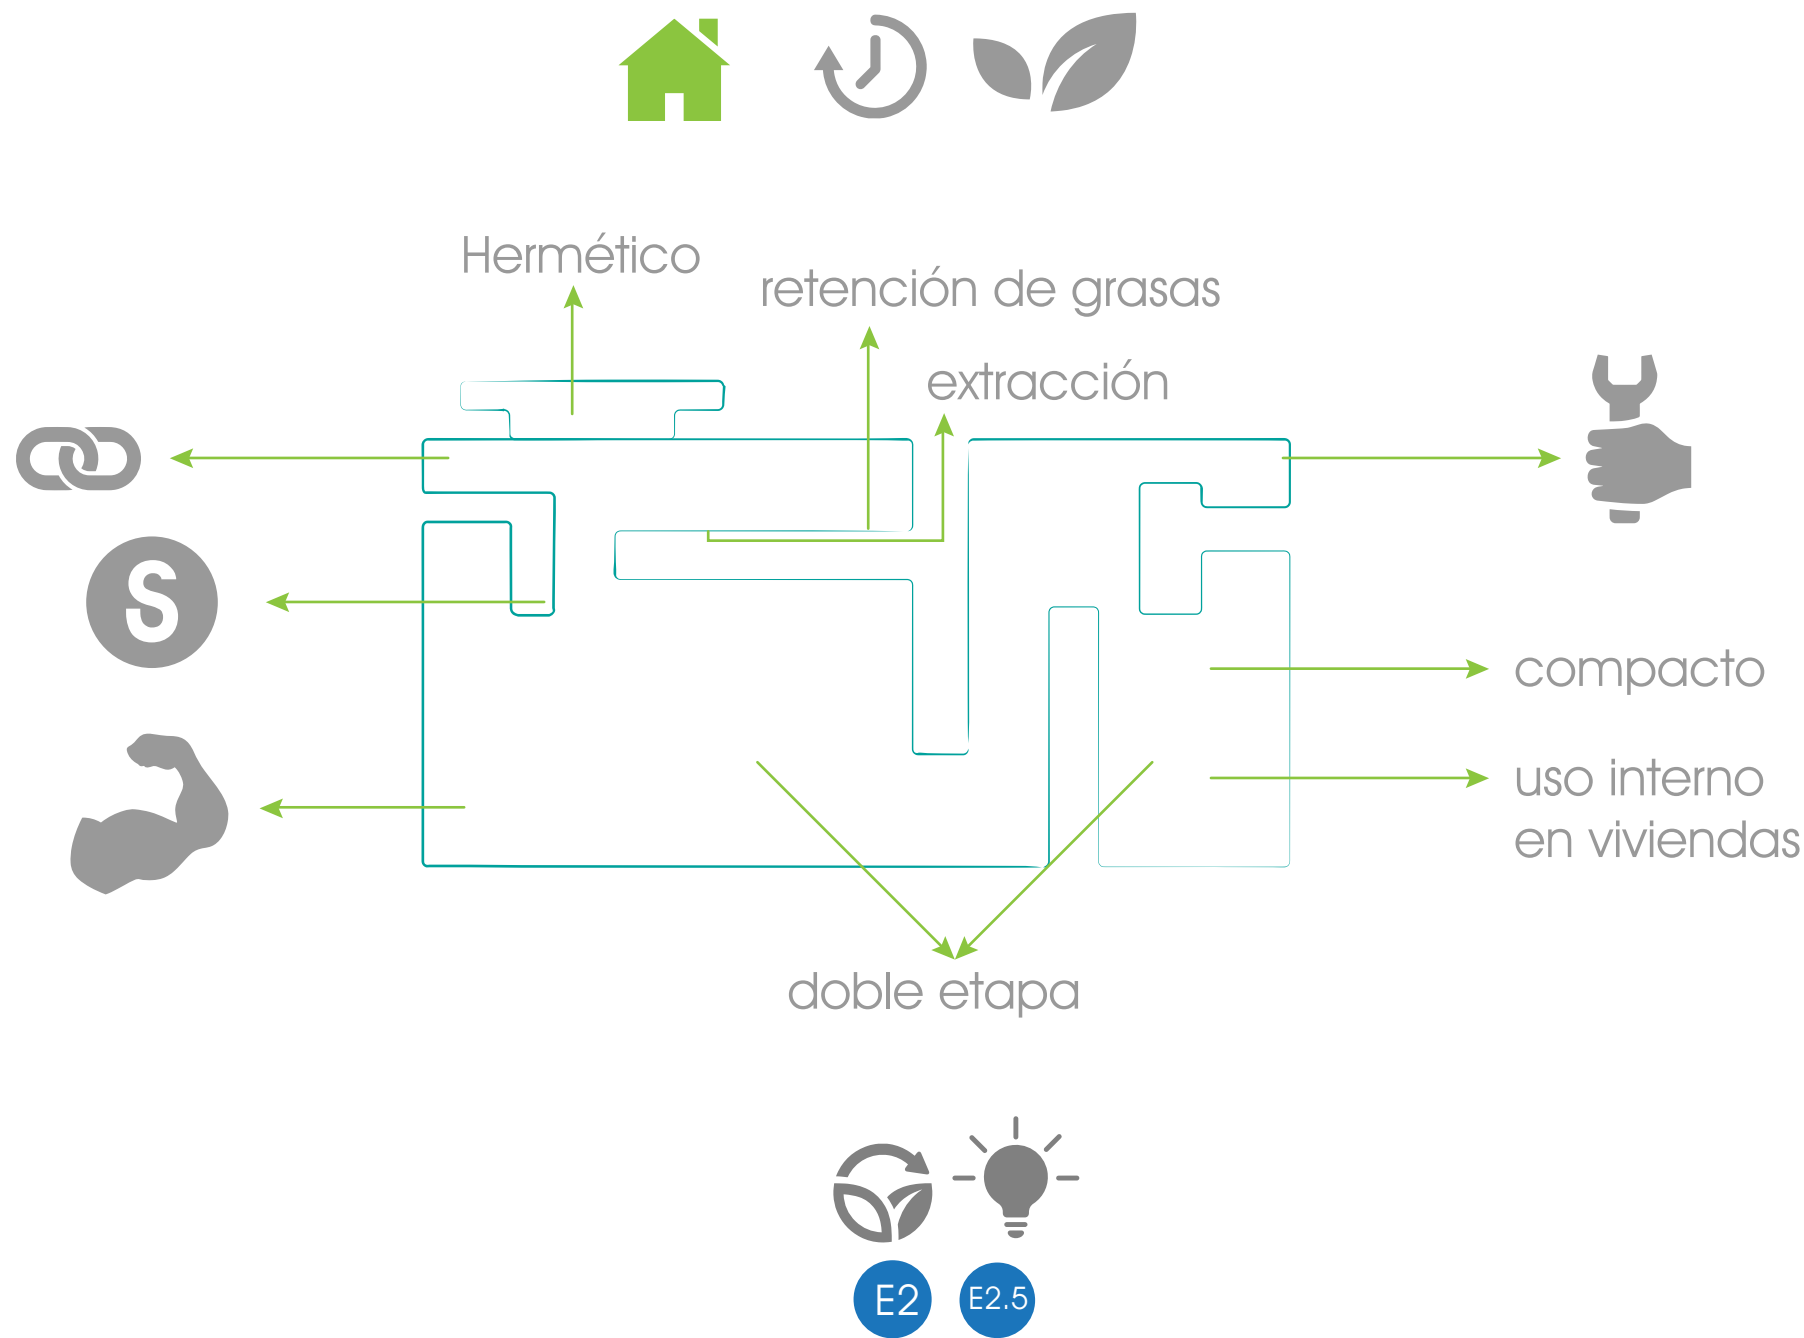 Hermético
retención de grasas
extracción
S
compacto
uso interno
en viviendas
doble etapa
E2
E2.5